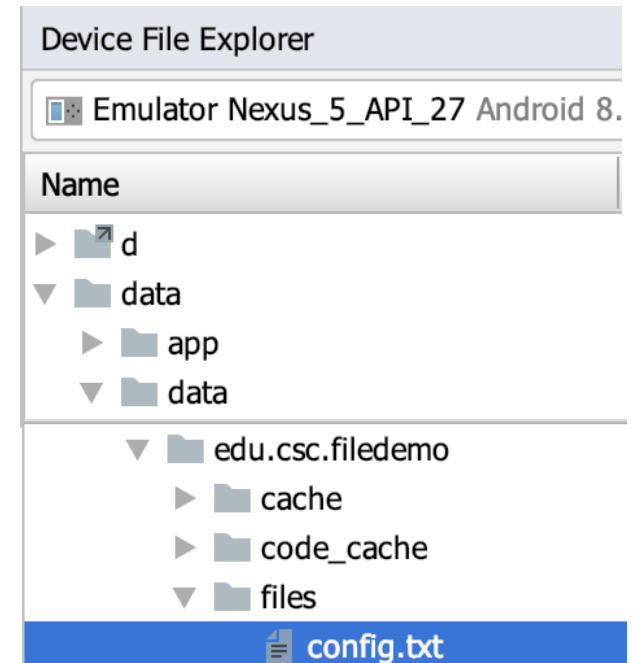 Device File Explorer
Emulator Nexus_5_API_27 Android 8.
Name
d
data
app
data
edu.csc.filedemo
cache
code_cache
files
config.txt